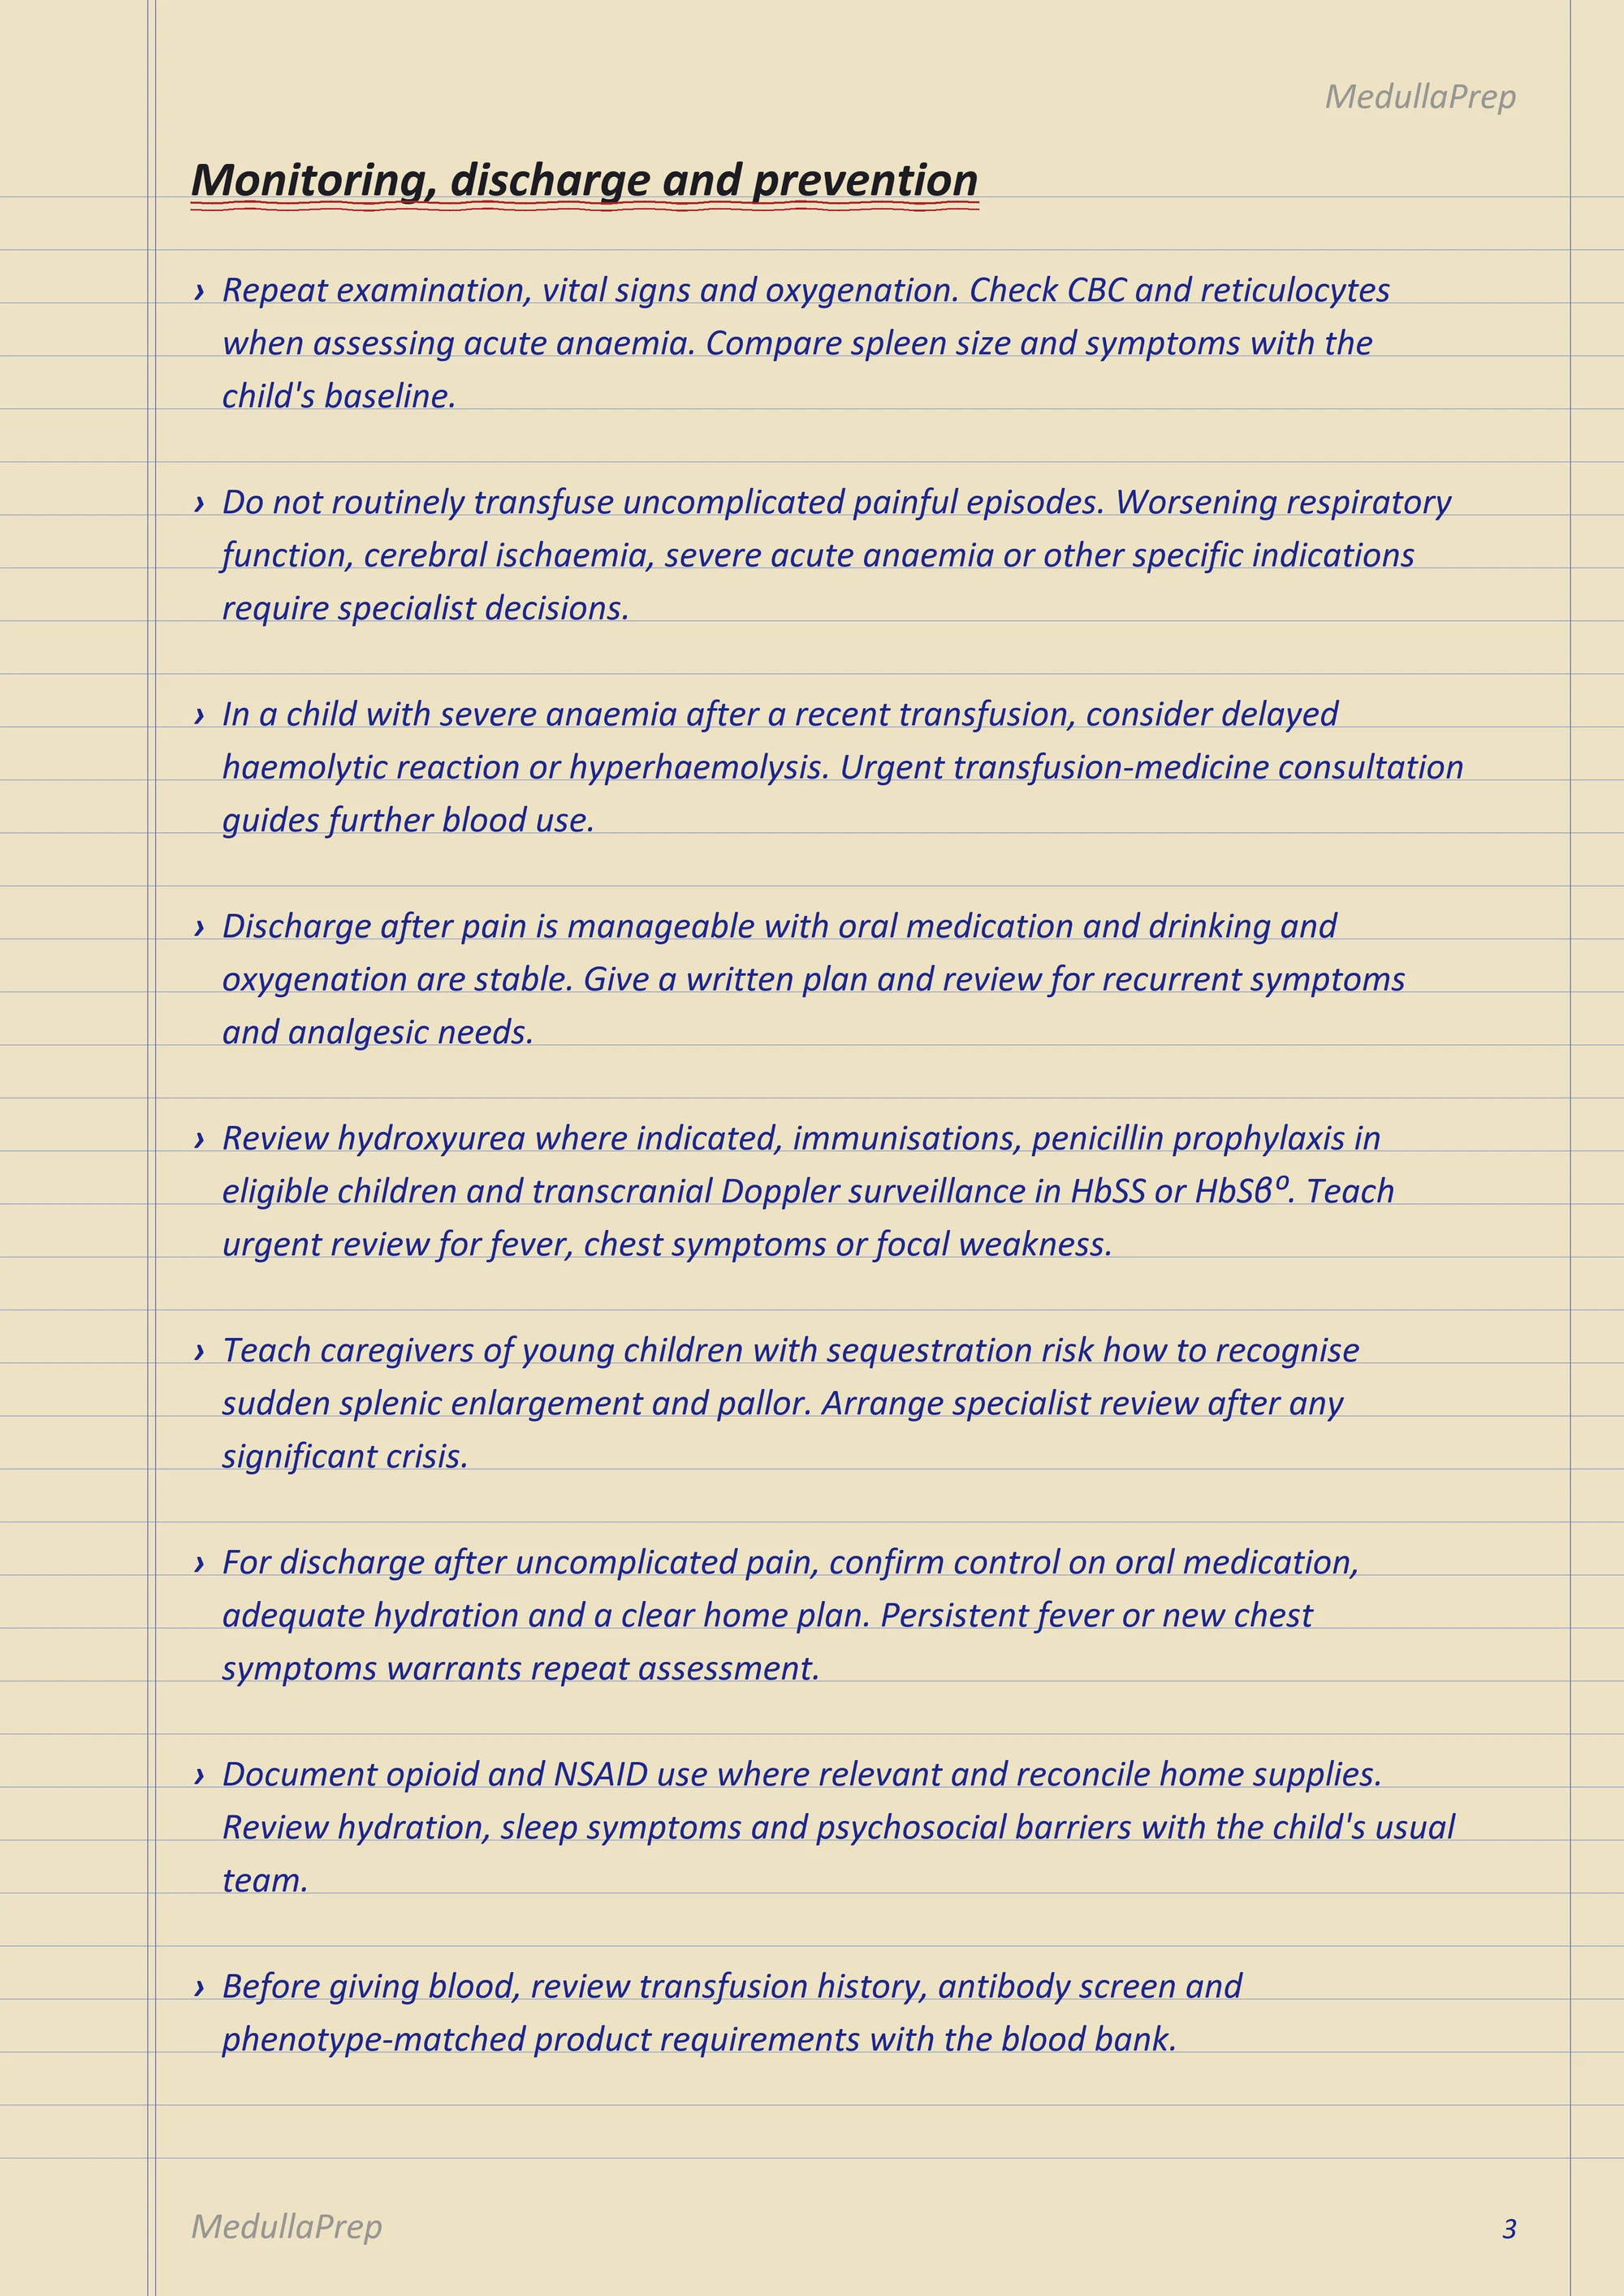 MedullaPrep
Monitoring, discharge and prevention
› Repeat examination, vital signs and oxygenation. Check CBC and reticulocytes
when assessing acute anaemia. Compare spleen size and symptoms with the
child's baseline.
› Do not routinely transfuse uncomplicated painful episodes. Worsening respiratory
function, cerebral ischaemia, severe acute anaemia or other specific indications
require specialist decisions.
› In a child with severe anaemia after a recent transfusion, consider delayed
haemolytic reaction or hyperhaemolysis. Urgent transfusion-medicine consultation
guides further blood use.
› Discharge after pain is manageable with oral medication and drinking and
oxygenation are stable. Give a written plan and review for recurrent symptoms
and analgesic needs.
› Review hydroxyurea where indicated, immunisations, penicillin prophylaxis in
eligible children and transcranial Doppler surveillance in HbSS or HbSβ⁰. Teach
urgent review for fever, chest symptoms or focal weakness.
› Teach caregivers of young children with sequestration risk how to recognise
sudden splenic enlargement and pallor. Arrange specialist review after any
significant crisis.
› For discharge after uncomplicated pain, confirm control on oral medication,
adequate hydration and a clear home plan. Persistent fever or new chest
symptoms warrants repeat assessment.
› Document opioid and NSAID use where relevant and reconcile home supplies.
Review hydration, sleep symptoms and psychosocial barriers with the child's usual
team.
› Before giving blood, review transfusion history, antibody screen and
phenotype-matched product requirements with the blood bank.
MedullaPrep
3